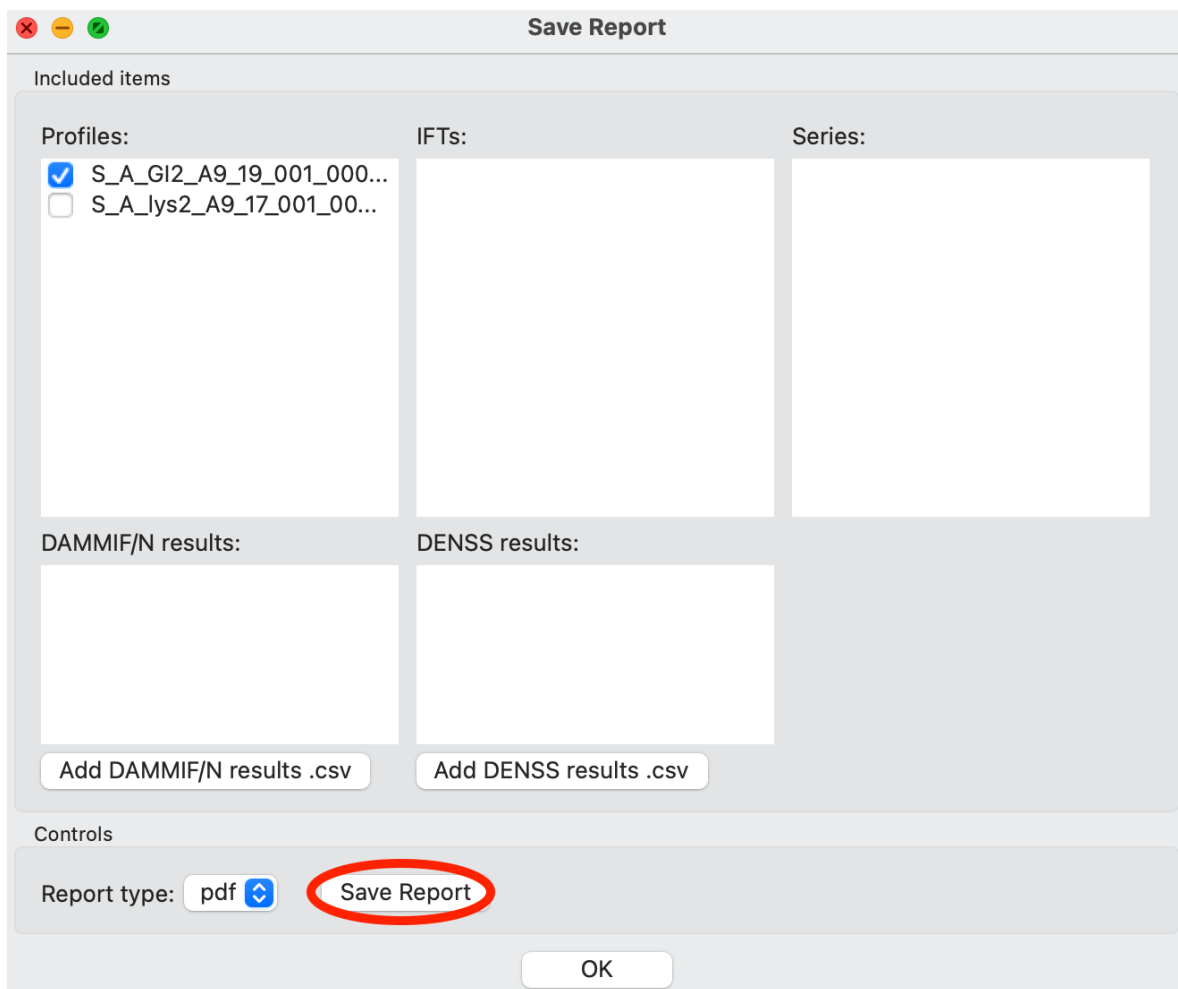 Save Report
Included items
Profiles: IFTs: Series:
S_A_GI2_A9_19_001_000...
S_A_lys2_A9_17_001_00...
DAMMIF/N results: DENSS results:
Add DAMMIF/N results .csv Add DENSS results .csv
Controls
Report type: pdf Save Report
OK